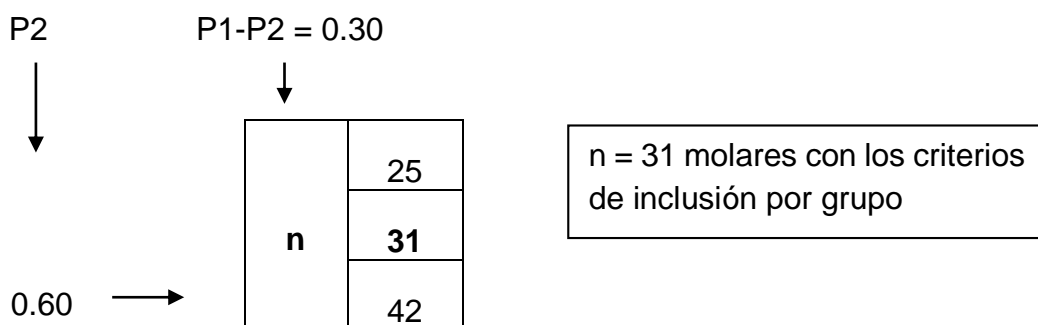 P2 P1-P2 = 0.30
25
n = 31 molares con los criterios
de inclusión por grupo
n 31
0.60 42